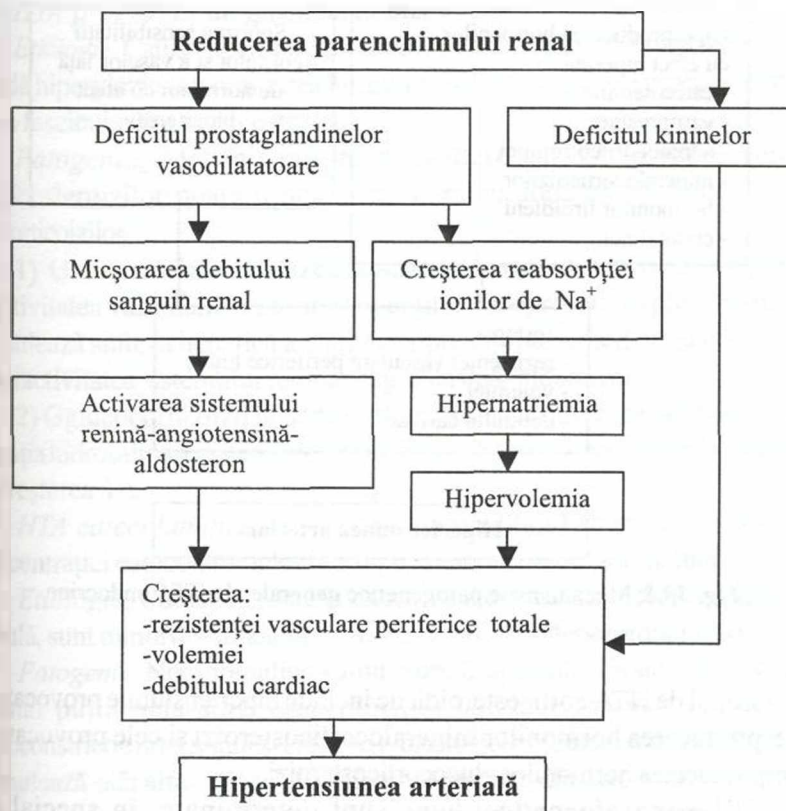 Reducerea parenchimului renal
Deficitul prostaglandinelor
vasodilatatoare
Deficitul kininelor
Micşorarea debitului
sanguin renal
Creşterea reabsorbţiei
ionilor de Na+
Activarea sistemului
renină-angiotensină-
aldosteron
Hipernatriemia
Hipervolemia
Creşterea:
-rezistenţei vasculare periferice totale
-volemiei
-debitului cardiac
Hipertensiunea arterială